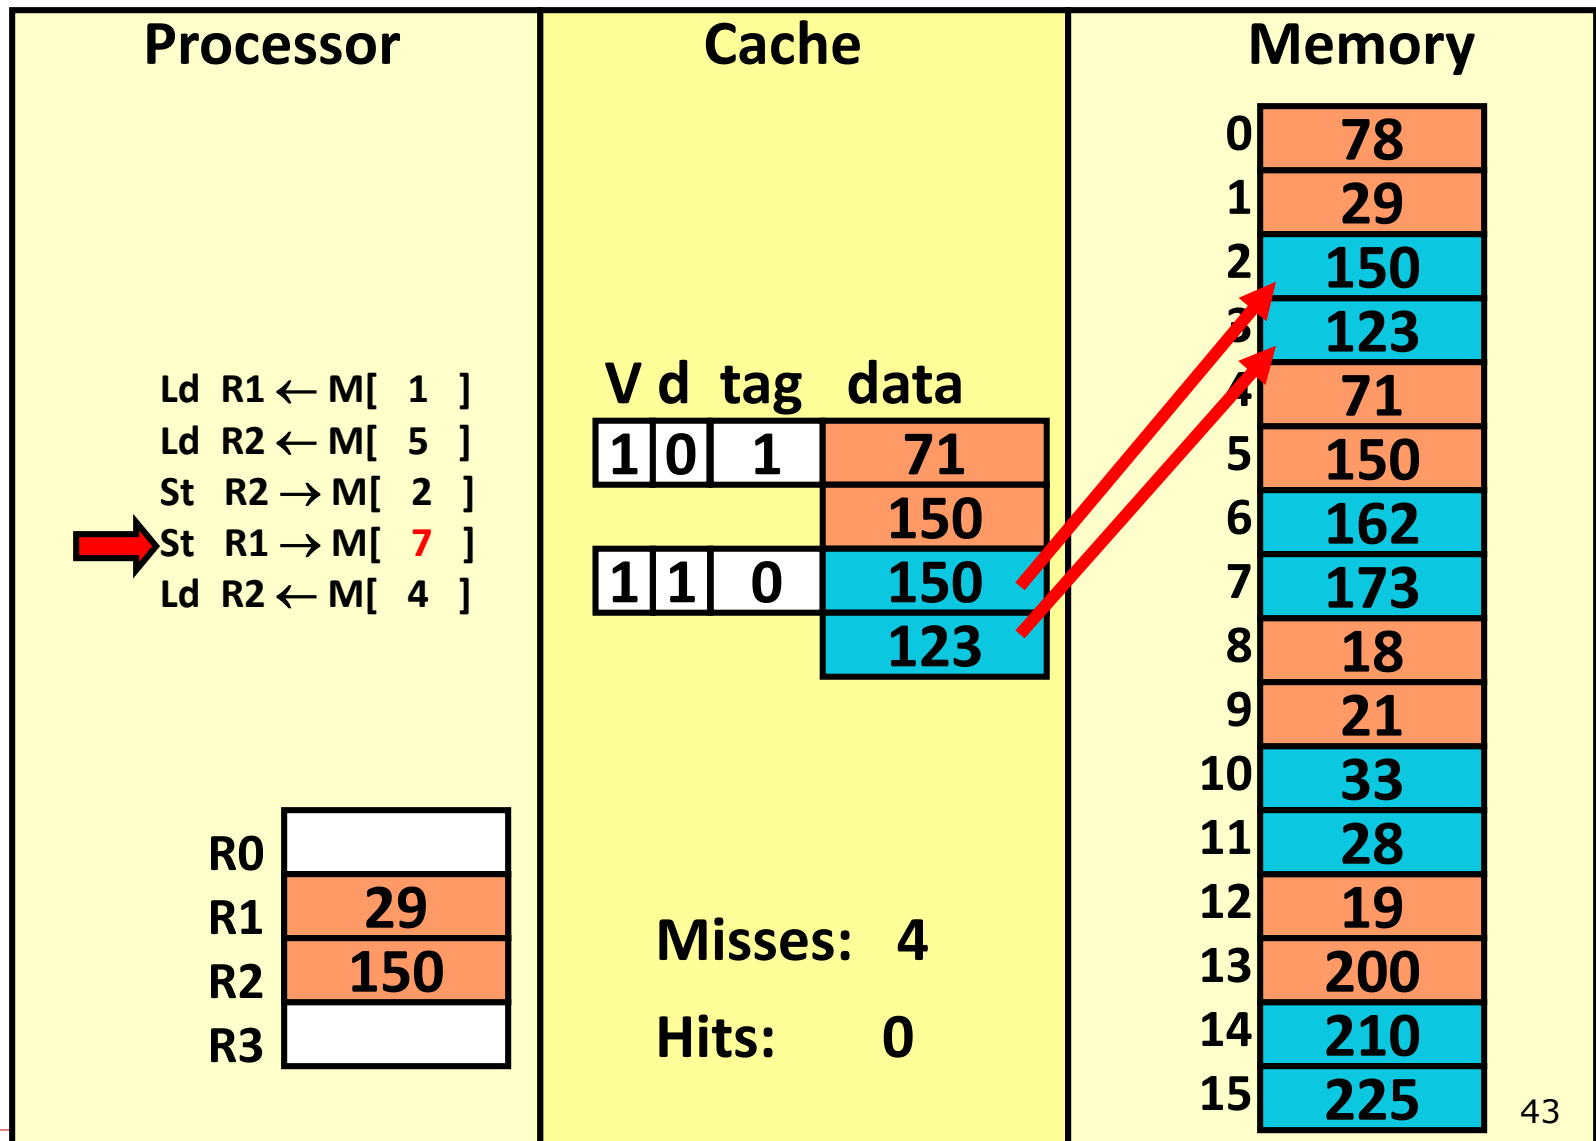 Processor
Ld R1 ← M[ 1 ]
Ld R2 ← M[ 5 ]
St R2 → M[ 2 ]
St R1 → M[ 7 ]
Ld R2 ← M[ 4 ]
R0
R1 29
R2 150
R3
Cache
V d tag data
1 0 1 71
150
1 1 0 150
123
Misses: 4
Hits: 0
Memory
0 78
1 29
2 150
3 123
4 71
5 150
6 162
7 173
8 18
9 21
10 33
11 28
12 19
13 200
14 210
15 225
43